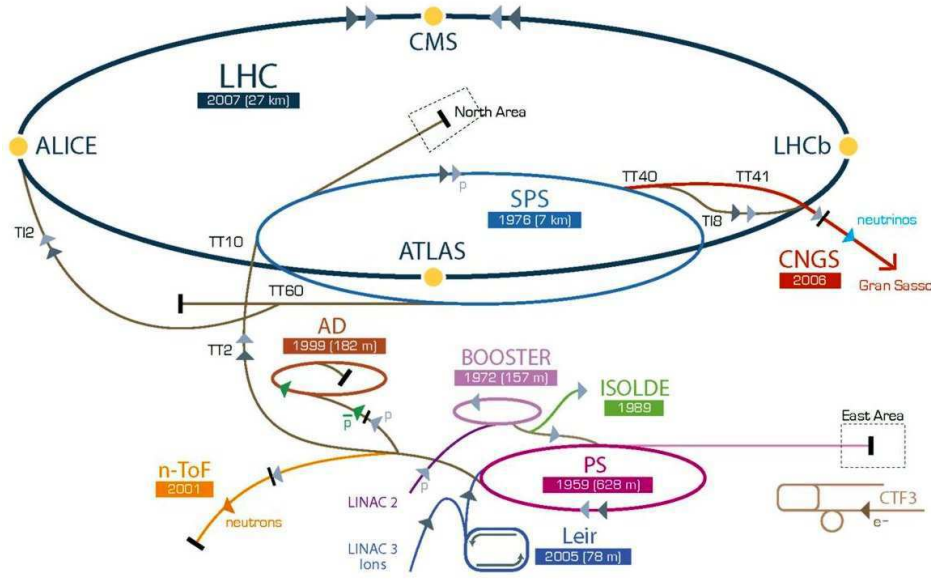 CMS
LHC
2007 (27 km)
North Area
ALICE
LHCb
p
TT40
TT41
SPS
1976 (7 km)
TI8
neutrinos
TI2
TT10
ATLAS
CNGS
2006
Gran Sasso
TT60
AD
1999 (182 m)
TT2
BOOSTER
1972 (157 m)
ISOLDE
1989
p
p
East Area
n-ToF
2001
p
PS
1959 (628 m)
LINAC 2
neutrons
CTF3
e-
LINAC 3
Ions
Leir
2005 (78 m)